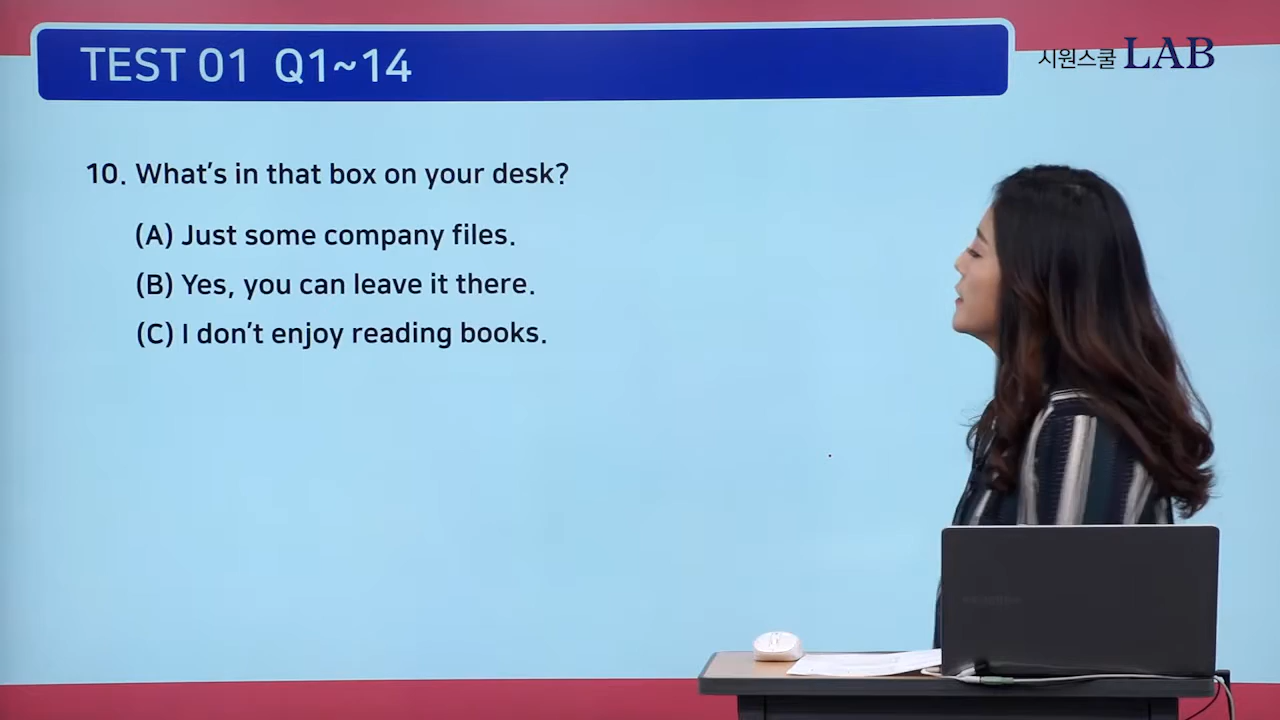 TEST 01 Q1~14
시원스쿨 LAB
10. What's in that box on your desk?
(A) Just some company files.
(B) Yes, you can leave it there.
(C) I don't enjoy reading books.